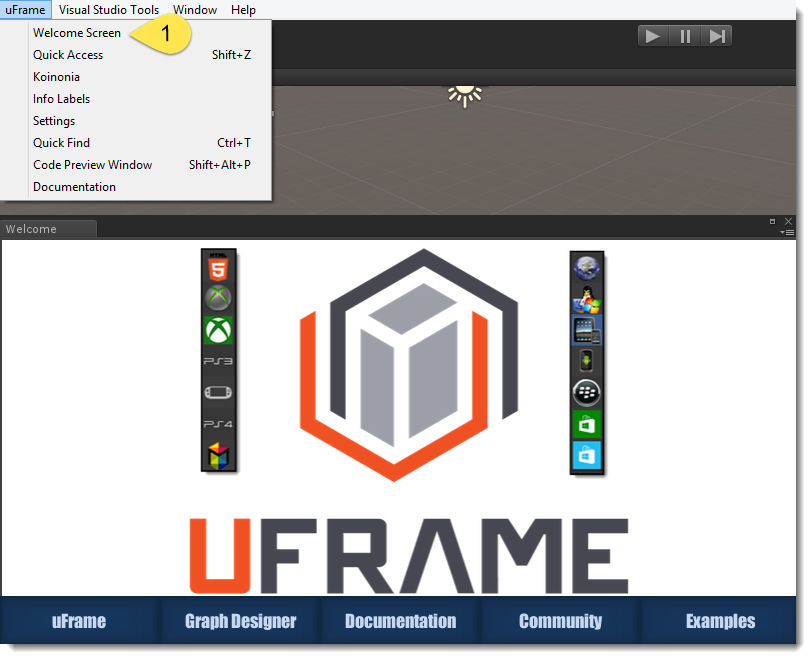 uFrame Visual Studio Tools Window Help
Welcome Screen
1
Quick Access Shift+Z
Koinonia
Info Labels
Settings
Quick Find Ctrl+T
Code Preview Window Shift+Alt+P
Documentation
Welcome
5
PS3
PS4
UFRAME
uFrame Graph Designer Documentation Community Examples